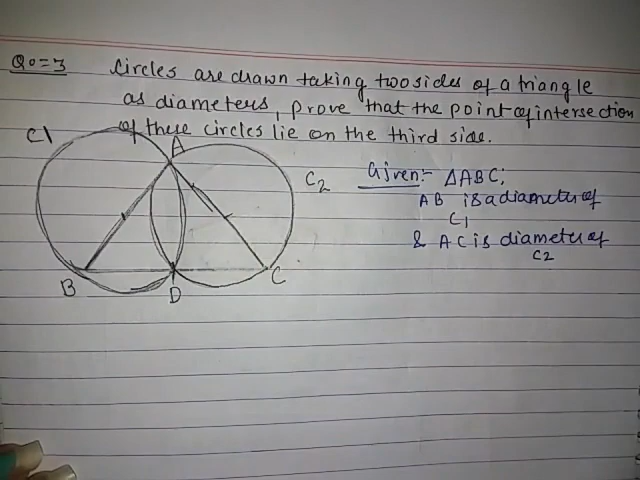 Qo=3 Circles are drawn taking two sides of a triangle
as diameters, prove that the point of intersection
of these circles lie on the third side.
C1
A
C2
Given:- ΔABC;
AB is a diameter of
C1
& AC is diameter of
C2
B
D
C